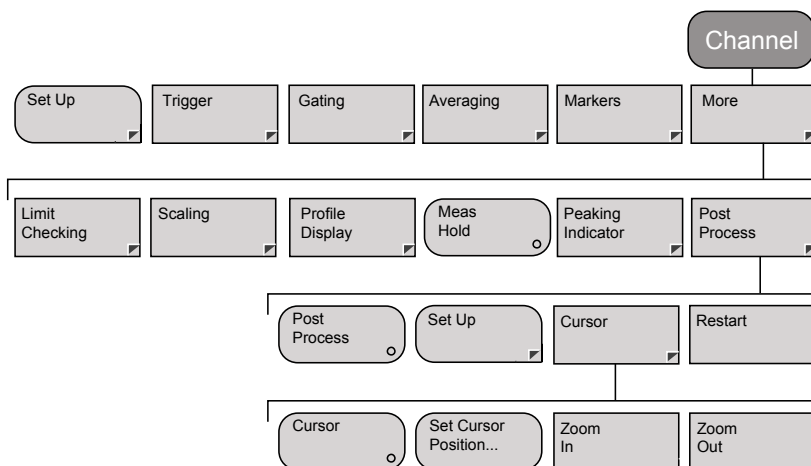 Channel
Set Up
Trigger
Gating
Averaging
Markers
More
Limit
Checking
Scaling
Profile
Display
Meas
Hold
Peaking
Indicator
Post
Process
Post
Process
Set Up
Cursor
Restart
Cursor
Set Cursor
Position...
Zoom
In
Zoom
Out